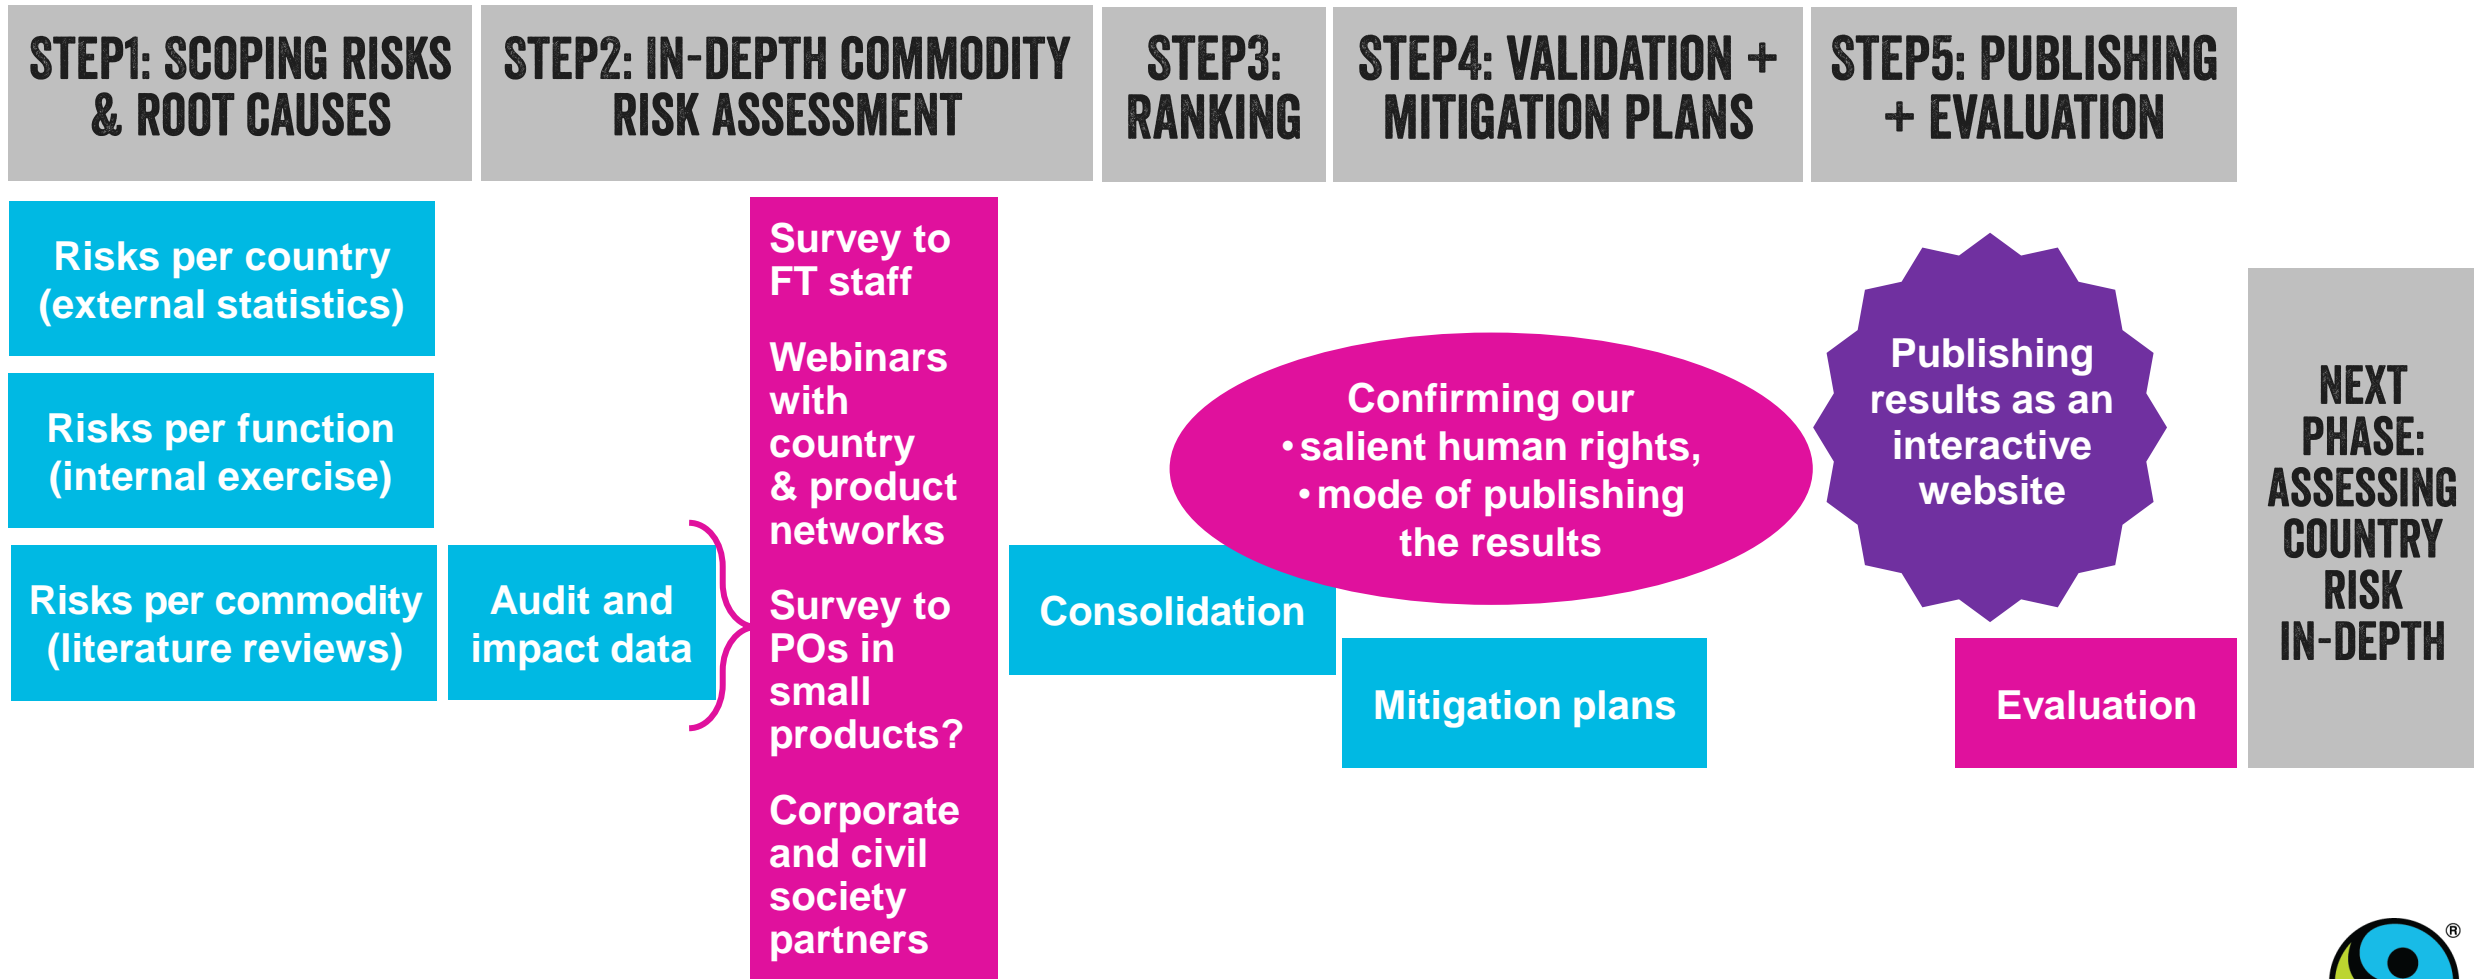 STEP1: SCOPING RISKS
& ROOT CAUSES
STEP2: IN-DEPTH COMMODITY
RISK ASSESSMENT
STEP3:
RANKING
STEP4: VALIDATION +
MITIGATION PLANS
STEP5: PUBLISHING
+ EVALUATION
Risks per country
(external statistics)
Risks per function
(internal exercise)
Risks per commodity
(literature reviews)
Audit and
impact data
Survey to
FT staff
Webinars
with
country
& product
networks
Survey to
POs in
small
products?
Corporate
and civil
society
partners
Consolidation
Confirming our
• salient human rights,
• mode of publishing
the results
Mitigation plans
Publishing
results as an
interactive
website
Evaluation
NEXT
PHASE:
ASSESSING
COUNTRY
RISK
IN-DEPTH
®